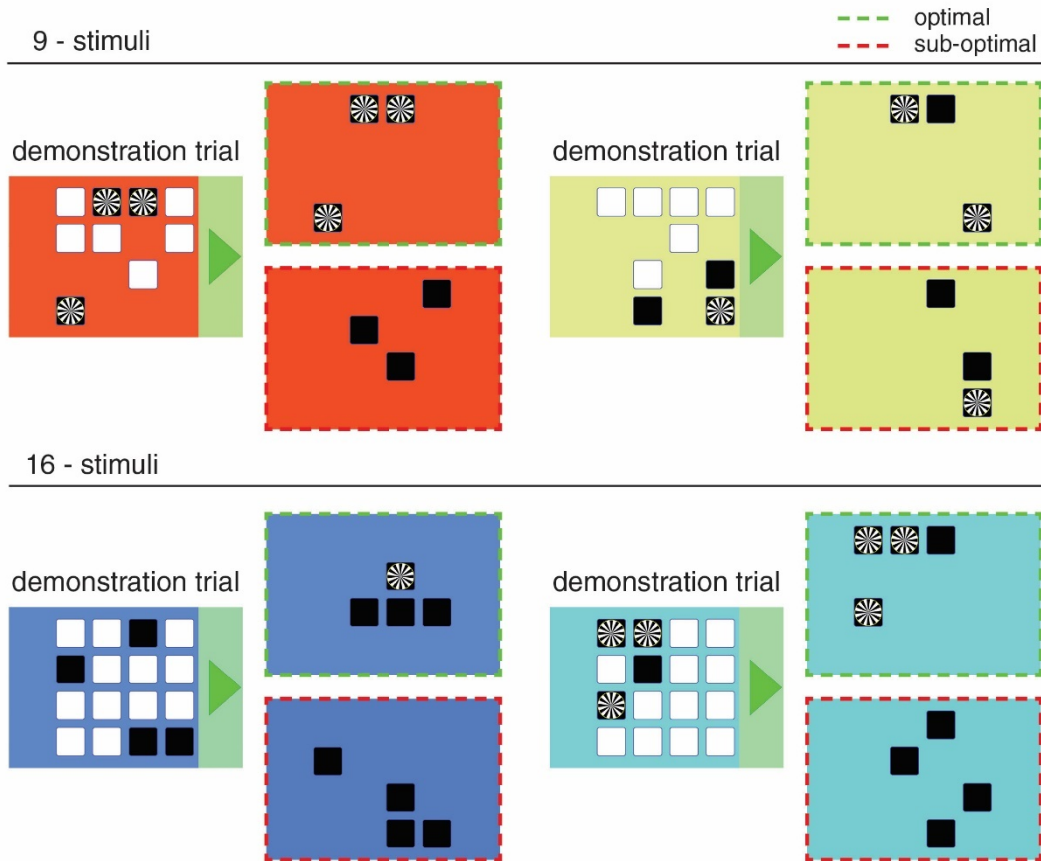 optimal
9 - stimuli
sub-optimal
demonstration trial
demonstration trial
16 - stimuli
demonstration trial
demonstration trial